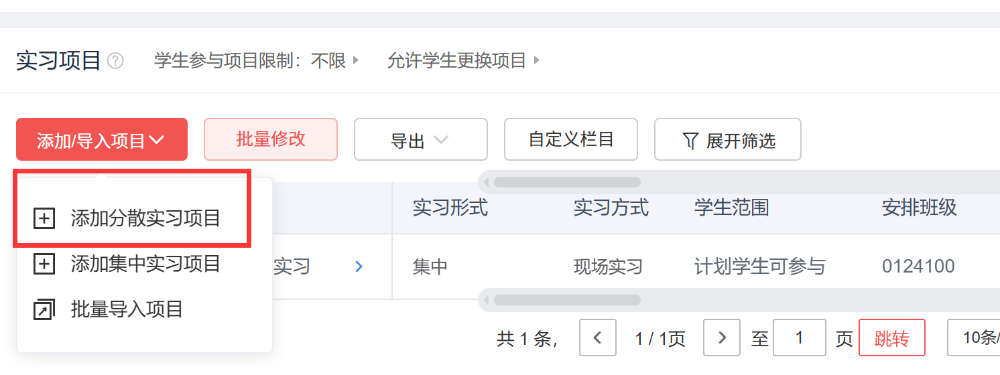 实习项目 ? 学生参与项目限制：不限 允许学生更换项目
添加/导入项目 批量修改 导出 自定义栏目 展开筛选
添加分散实习项目
添加集中实习项目
批量导入项目
实习形式 实习方式 学生范围 安排班级
实习 集中 现场实习 计划学生可参与 0124100
共 1 条, 1 / 1页 至 1 页 跳转 10条/